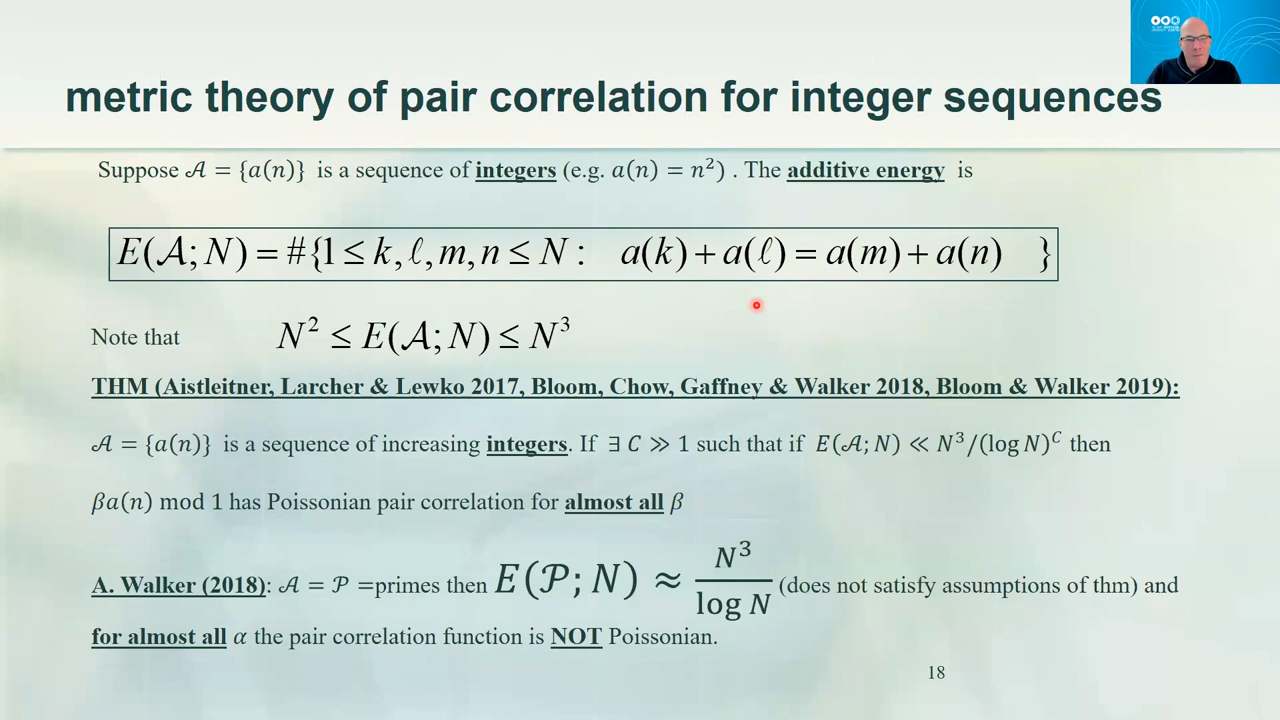 metric theory of pair correlation for integer sequences
Suppose 𝒜 = {a(n)} is a sequence of integers (e.g. a(n) = n²) . The additive energy is
E(𝒜; N) = #{1 ≤ k, ℓ, m, n ≤ N : a(k) + a(ℓ) = a(m) + a(n) }
Note that N² ≤ E(𝒜; N) ≤ N³
THM (Aistleitner, Larcher & Lewko 2017, Bloom, Chow, Gaffney & Walker 2018, Bloom & Walker 2019):
𝒜 = {a(n)} is a sequence of increasing integers. If ∃ C ≫ 1 such that if E(𝒜; N) ≪ N³/(log N)^C then
βa(n) mod 1 has Poissonian pair correlation for almost all β
A. Walker (2018): 𝒜 = 𝒫 =primes then E(𝒫; N) ≈ N³/log N (does not satisfy assumptions of thm) and
for almost all α the pair correlation function is NOT Poissonian.
18